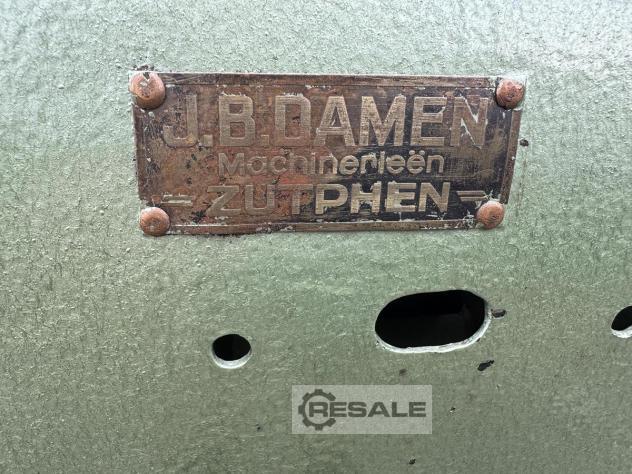 J.B.DAMEN
Machinerieën
= ZUTPHEN =
RESALE